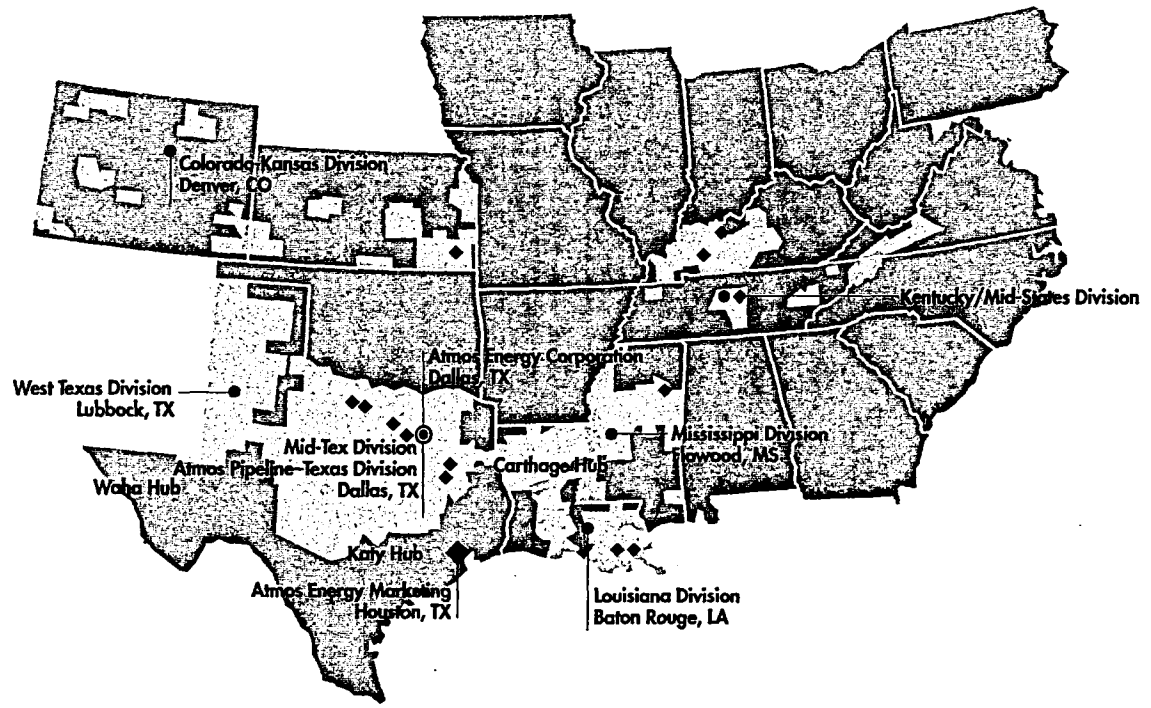 Colorado-Kansas Division
Denver, CO
Kentucky/Mid-States Division
Atmos Energy Corporation
Dallas, TX
West Texas Division
Lubbock, TX
Mid-Tex Division
Atmos Pipeline–Texas Division
Dallas, TX
Mississippi Division
Flowood, MS
Carthage Hub
Waha Hub
Katy Hub
Atmos Energy Marketing
Houston, TX
Louisiana Division
Baton Rouge, LA